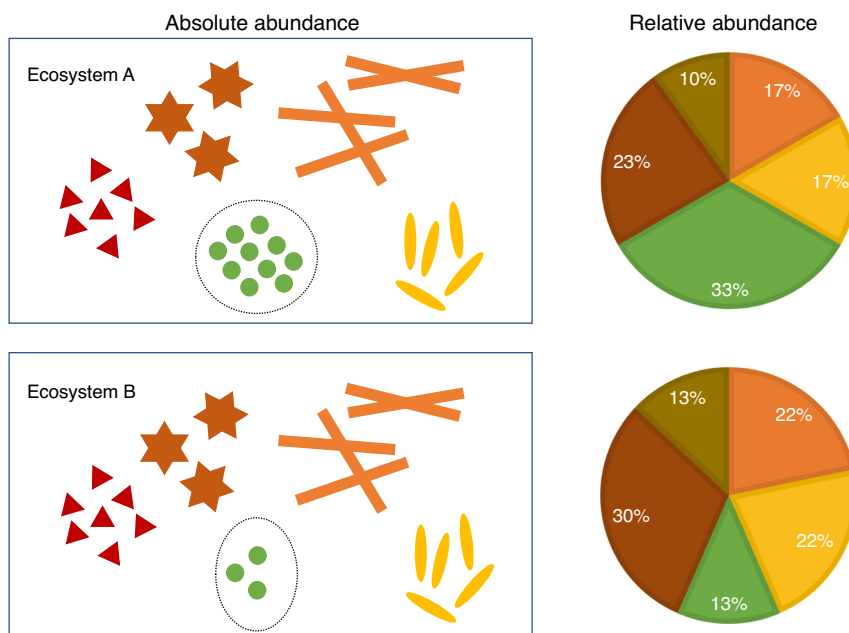 Absolute abundance
Relative abundance
Ecosystem A
10%
17%
23%
17%
33%
Ecosystem B
13%
22%
30%
22%
13%